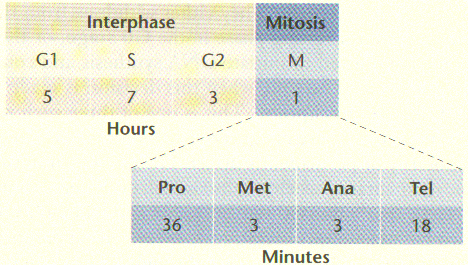 Interphase Mitosis
G1 S G2 M
5 7 3 1
Hours
Pro Met Ana Tel
36 3 3 18
Minutes